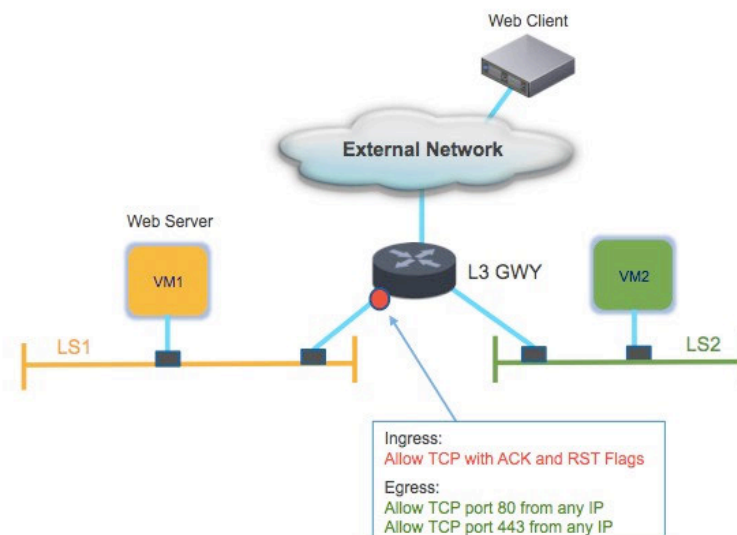 Web Client
External Network
Web Server
L3 GWY
VM1
VM2
LS1
LS2
Ingress:
Allow TCP with ACK and RST Flags
Egress:
Allow TCP port 80 from any IP
Allow TCP port 443 from any IP